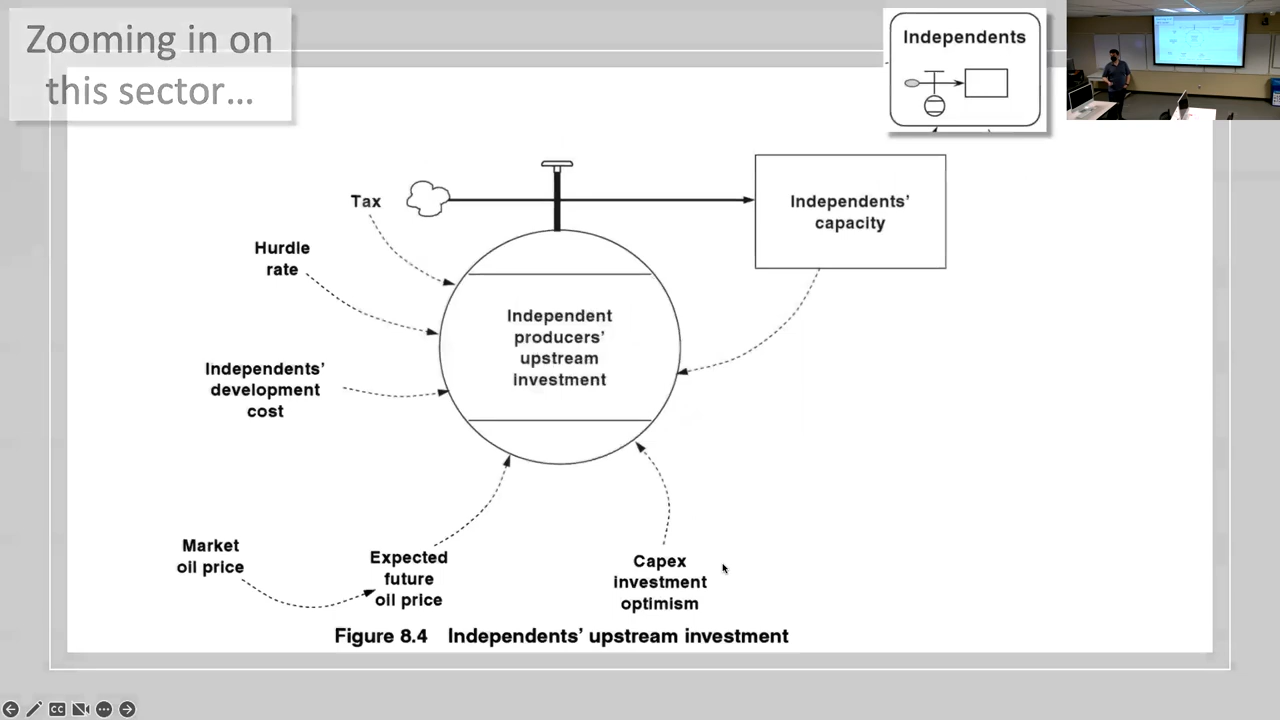 Zooming in on
this sector...
Independents
Tax
Independents'
capacity
Hurdle
rate
Independent
producers'
upstream
investment
Independents'
development
cost
Market
oil price
Expected
future
oil price
Capex
investment
optimism
Figure 8.4 Independents' upstream investment
CC